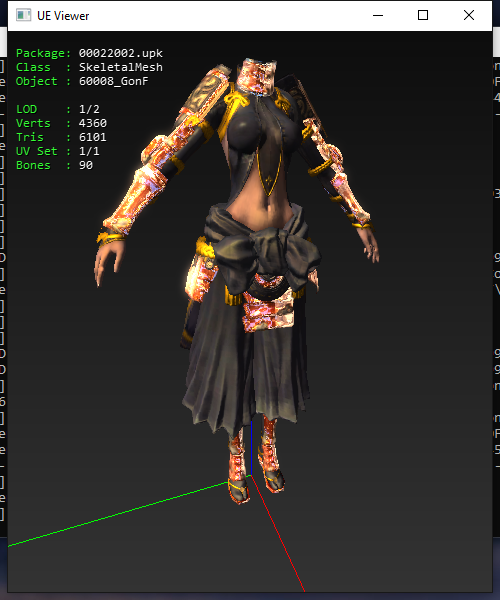 UE Viewer
Package: 00022002.upk
Class : SkeletalMesh
Object : 60008_GonF
LOD : 1/2
Verts : 4360
Tris : 6101
UV Set : 1/1
Bones : 90